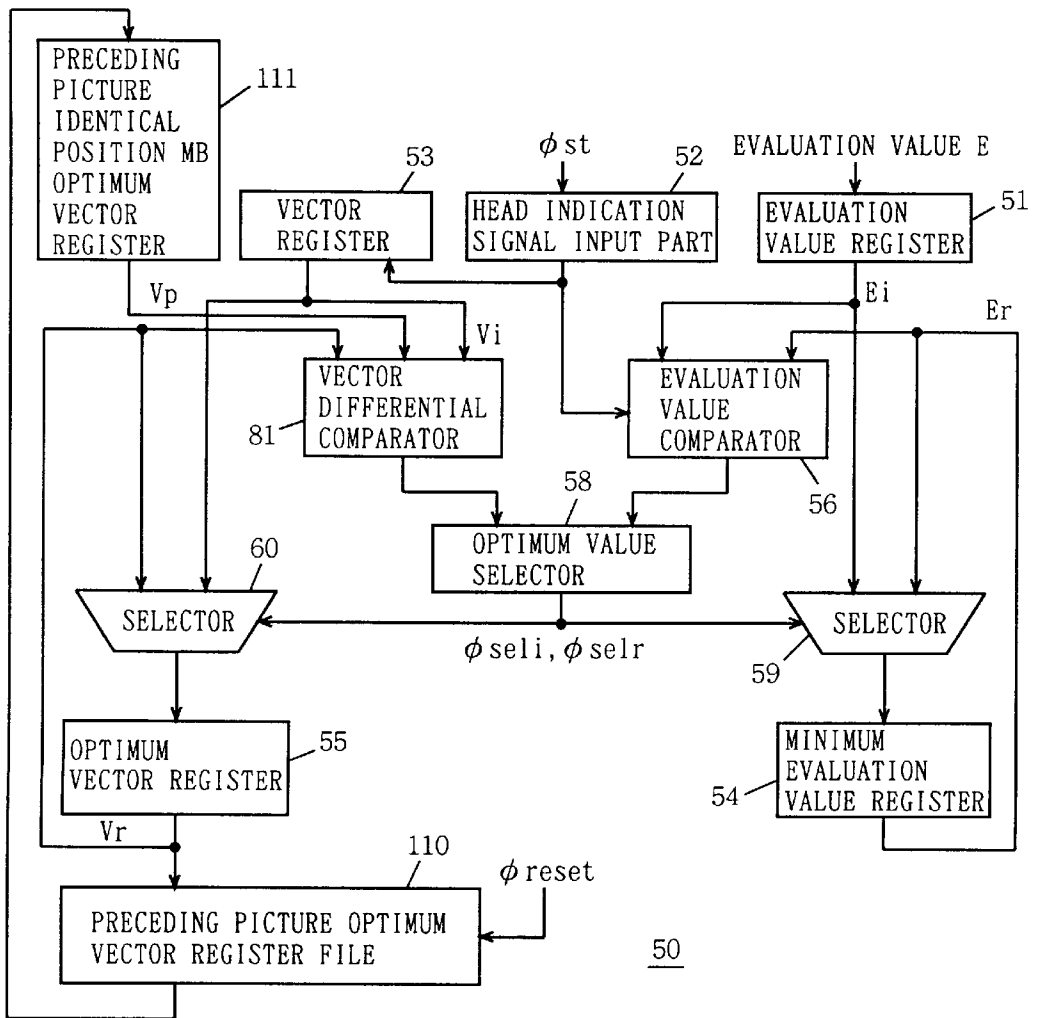 PRECEDING
PICTURE
IDENTICAL
POSITION MB
OPTIMUM
VECTOR
REGISTER
111
53
VECTOR
REGISTER
φst
52
HEAD INDICATION
SIGNAL INPUT PART
EVALUATION VALUE E
51
EVALUATION
VALUE REGISTER
Vp
Vi
Ei
Er
VECTOR
DIFFERENTIAL
COMPARATOR
81
EVALUATION
VALUE
COMPARATOR
56
58
OPTIMUM VALUE
SELECTOR
60
SELECTOR
φseli,φselr
SELECTOR
59
OPTIMUM
VECTOR REGISTER
55
MINIMUM
EVALUATION
VALUE REGISTER
54
Vr
110
φreset
PRECEDING PICTURE OPTIMUM
VECTOR REGISTER FILE
50